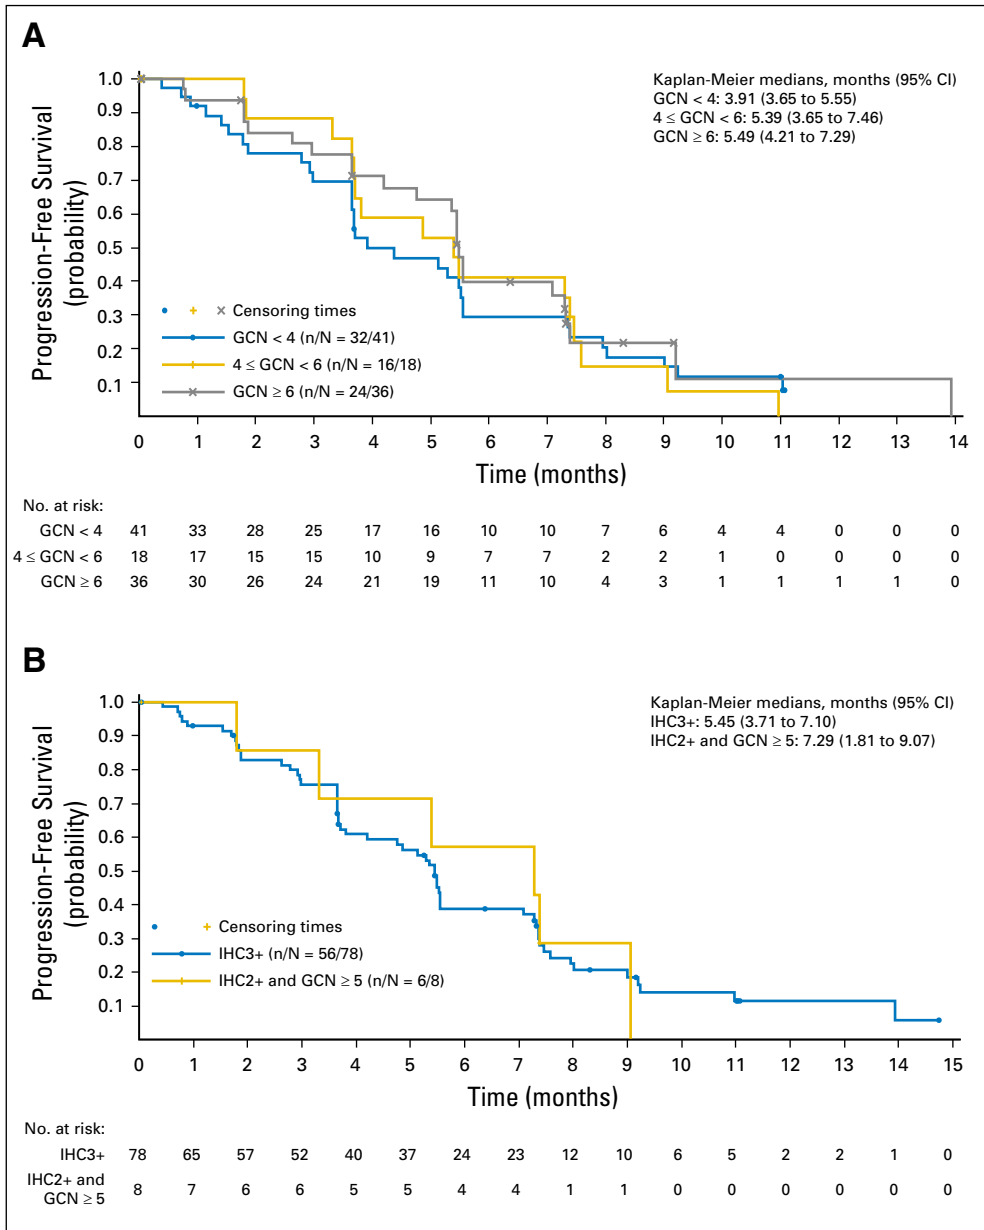 A
Kaplan-Meier medians, months (95% CI)
GCN < 4: 3.91 (3.65 to 5.55)
4 ≤ GCN < 6: 5.39 (3.65 to 7.46)
GCN ≥ 6: 5.49 (4.21 to 7.29)
Progression-Free Survival
(probability)
1.0
0.9
0.8
0.7
0.6
0.5
0.4
0.3
0.2
0.1
Censoring times
GCN < 4 (n/N = 32/41)
4 ≤ GCN < 6 (n/N = 16/18)
GCN ≥ 6 (n/N = 24/36)
0 1 2 3 4 5 6 7 8 9 10 11 12 13 14
Time (months)
No. at risk:
GCN < 4 41 33 28 25 17 16 10 10 7 6 4 4 0 0 0
4 ≤ GCN < 6 18 17 15 15 10 9 7 7 2 2 1 0 0 0 0
GCN ≥ 6 36 30 26 24 21 19 11 10 4 3 1 1 1 1 0
B
Kaplan-Meier medians, months (95% CI)
IHC3+: 5.45 (3.71 to 7.10)
IHC2+ and GCN ≥ 5: 7.29 (1.81 to 9.07)
Progression-Free Survival
(probability)
1.0
0.9
0.8
0.7
0.6
0.5
0.4
0.3
0.2
0.1
Censoring times
IHC3+ (n/N = 56/78)
IHC2+ and GCN ≥ 5 (n/N = 6/8)
0 1 2 3 4 5 6 7 8 9 10 11 12 13 14 15
Time (months)
No. at risk:
IHC3+ 78 65 57 52 40 37 24 23 12 10 6 5 2 2 1 0
IHC2+ and
GCN ≥ 5 8 7 6 6 5 5 4 4 1 1 0 0 0 0 0 0